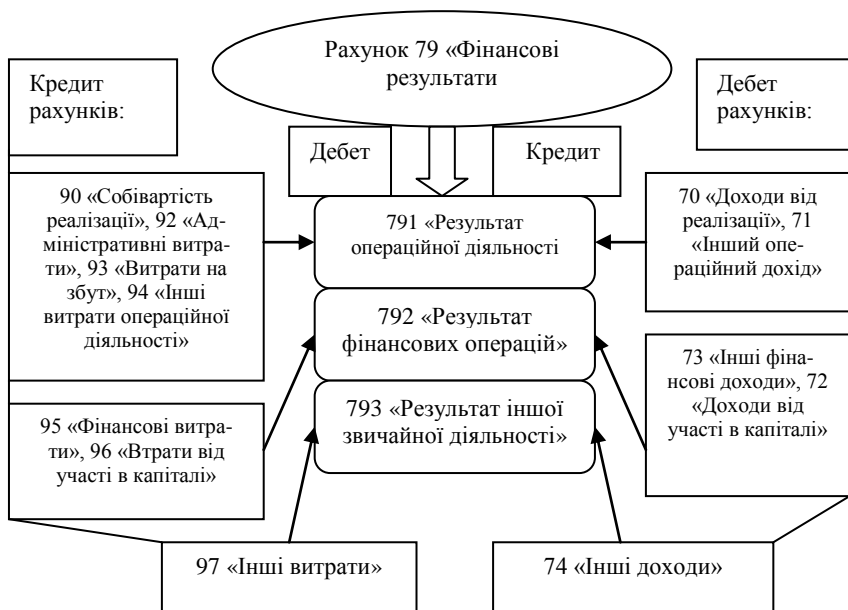 Рахунок 79 «Фінансові
результати
Кредит
рахунків:
Дебет
рахунків:
Дебет
Кредит
90 «Собівартість
реалізації», 92 «Ад-
міністративні витра-
ти», 93 «Витрати на
збут», 94 «Інші
витрати операційної
діяльності»
791 «Результат
операційної діяльності
70 «Доходи від
реалізації», 71
«Інший опе-
раційний дохід»
792 «Результат
фінансових операцій»
73 «Інші фіна-
нсові доходи», 72
«Доходи від
участі в капіталі»
793 «Результат іншої
звичайної діяльності»
95 «Фінансові витра-
ти», 96 «Втрати від
участі в капіталі»
97 «Інші витрати»
74 «Інші доходи»